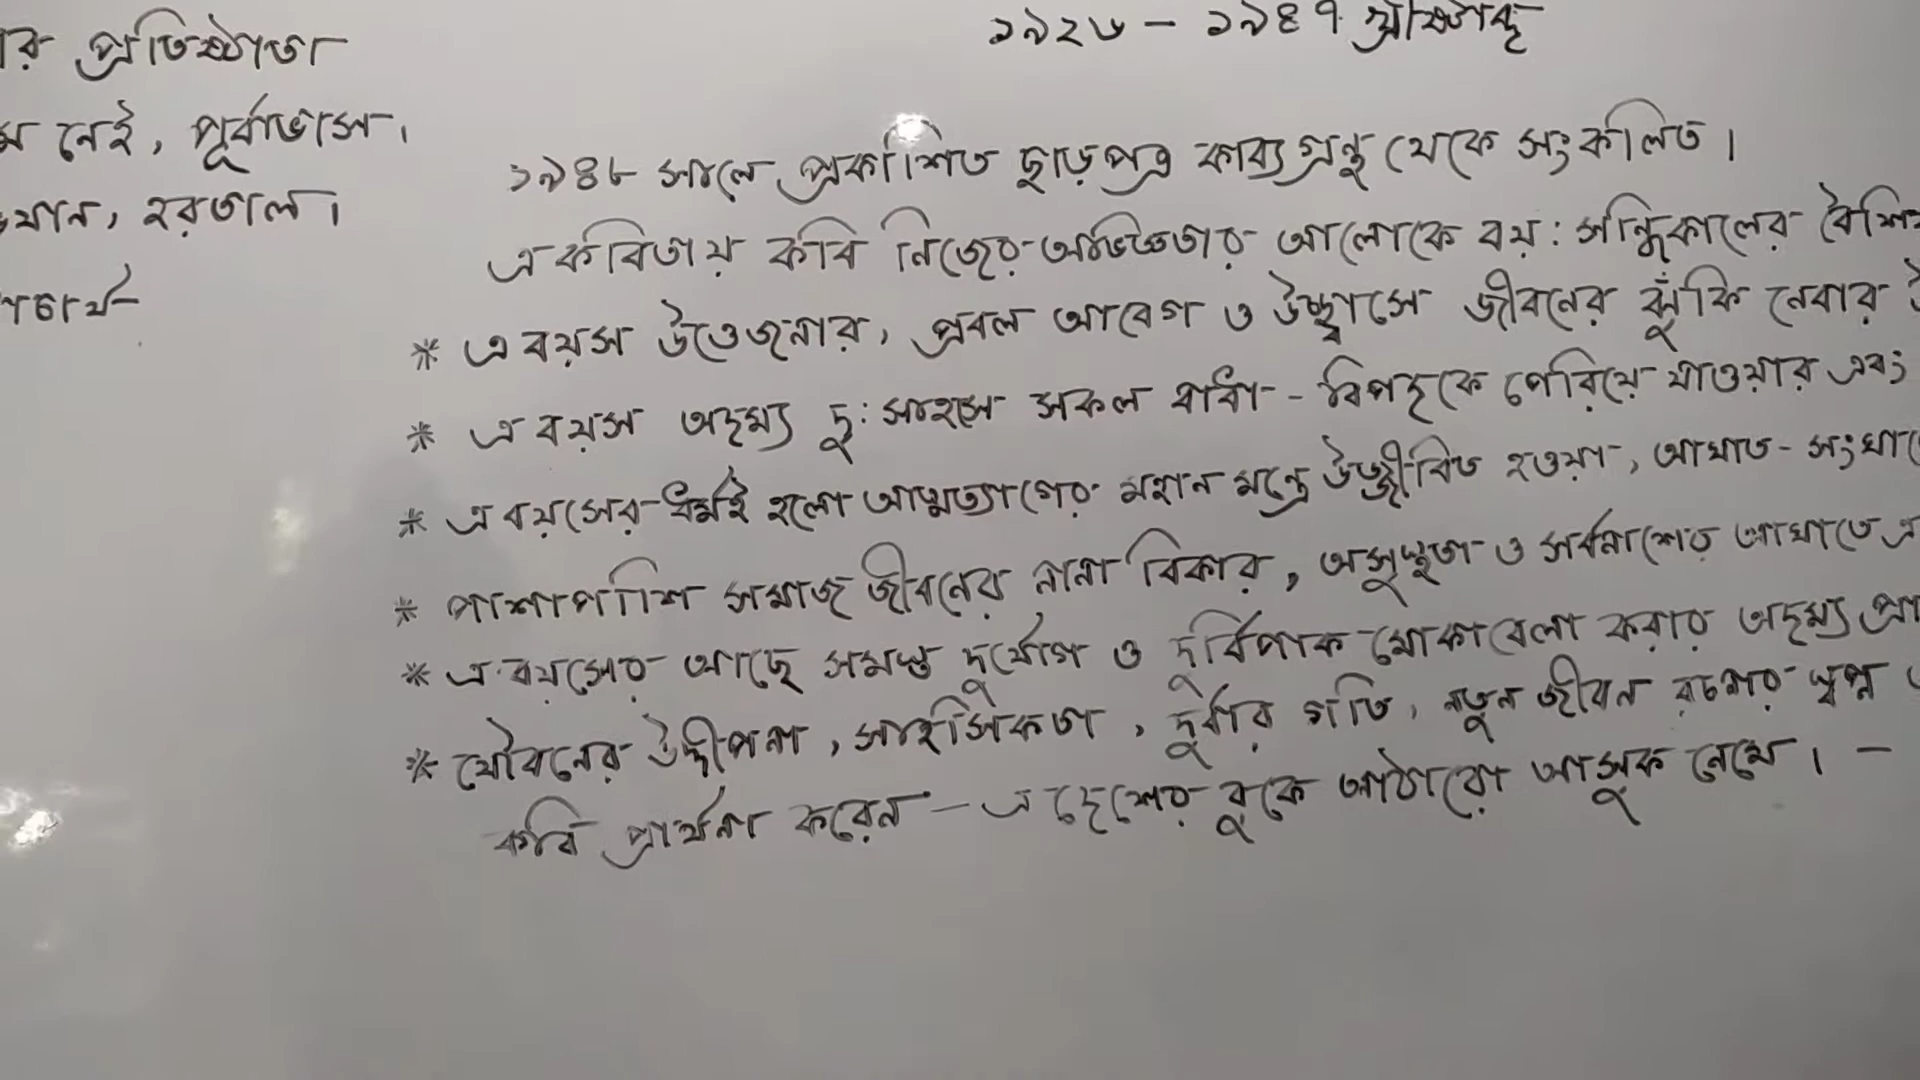 ১৯২৬ - ১৯৪৭ খ্রীষ্টাব্দ
র প্রতিষ্ঠাতা
নেই, পূর্বাভাস।
হরতাল।
১৯৪৮ সালে প্রকাশিত ছাড়পত্র কাব্যগ্রন্থ থেকে সংকলিত।
এ কবিতায় কবি নিজের অভিজ্ঞতার আলোকে বয়ঃসন্ধিকালের
* এ বয়স উত্তেজনার, প্রবল আবেগ ও উচ্ছ্বাসে জীবনের ঝুঁকি নেবার
* এ বয়স অদম্য দুঃসাহসে সকল বাধা-বিপদকে পেরিয়ে যাওয়ার এবং
* এ বয়সের ধর্মই হলো আত্মত্যাগের মহান মন্ত্রে উজ্জীবিত হওয়া, আঘাত-
* পাশাপাশি সমাজ জীবনের নানা বিকার, অসুস্থতা ও সর্বনাশের আঘাতে এ
* এ বয়সের আছে সমস্ত দুর্যোগ ও দুর্বিপাক মোকাবেলা করার অদম্য
* যৌবনের উদ্দীপনা, সাহসিকতা, দুর্বার গতি, নতুন জীবন রচনার স্বপ্ন
কবি প্রার্থনা করেন - এ দেশের বুকে আঠারো আসুক নেমে। -